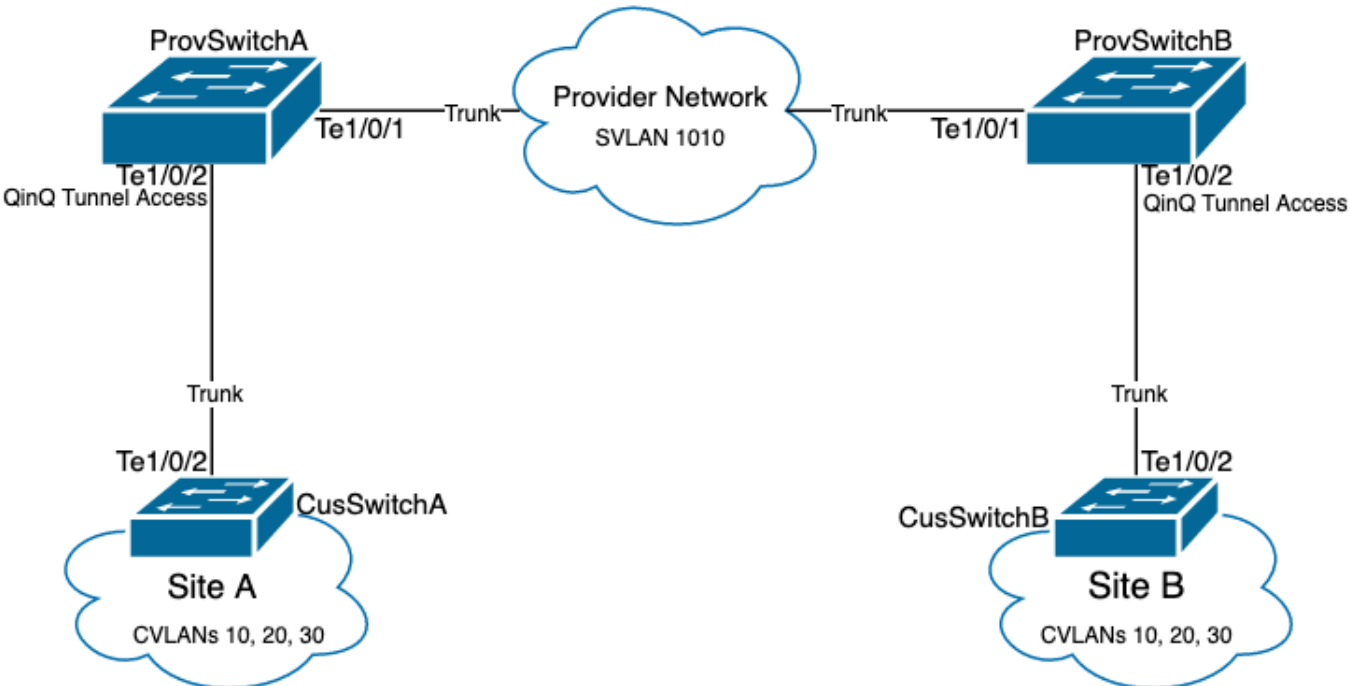 ProvSwitchA
ProvSwitchB
Provider Network
SVLAN 1010
Trunk
Trunk
Te1/0/1
Te1/0/1
Te1/0/2
QinQ Tunnel Access
Te1/0/2
QinQ Tunnel Access
Trunk
Trunk
Te1/0/2
Te1/0/2
CusSwitchA
CusSwitchB
Site A
CVLANs 10, 20, 30
Site B
CVLANs 10, 20, 30